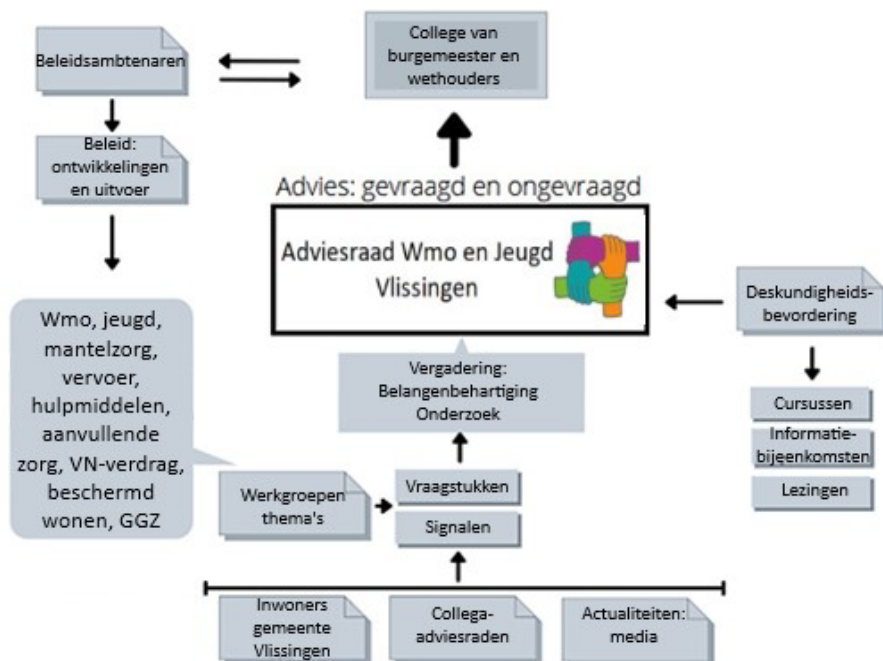 College van
burgemeester en
wethouders
Beleidsambtenaren
Beleid:
ontwikkelingen
en uitvoer
Advies: gevraagd en ongevraagd
Adviesraad Wmo en Jeugd
Vlissingen
Deskundigheids-
bevordering
Wmo, jeugd,
mantelzorg,
vervoer,
hulpmiddelen,
aanvullende
zorg, VN-verdrag,
beschermd
wonen, GGZ
Vergadering:
Belangenbehartiging
Onderzoek
Cursussen
Informatie-
bijeenkomsten
Lezingen
Werkgroepen
thema's
Vraagstukken
Signalen
Inwoners
gemeente
Vlissingen
Collega-
adviesraden
Actualiteiten:
media